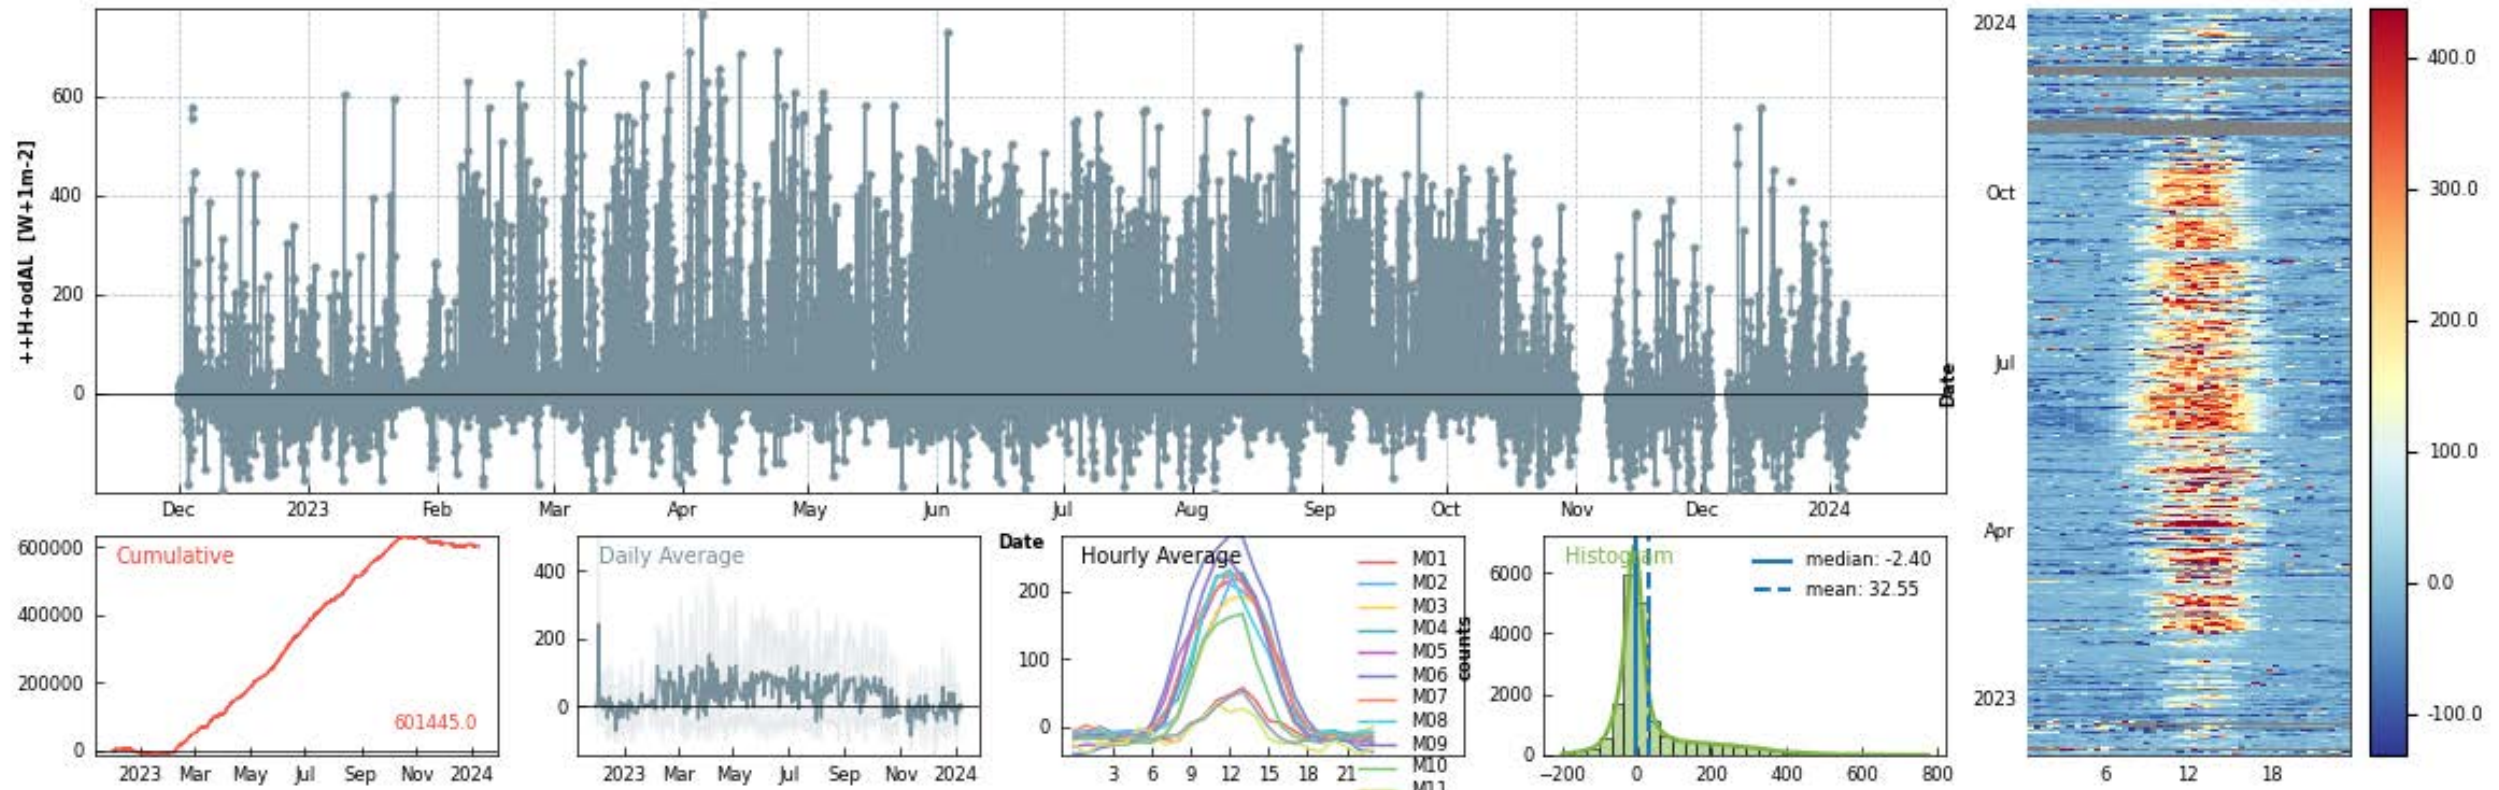 ++H+odAL [W+1m-2]
600
400
200
0
Dec 2023 Feb Mar Apr May Jun Jul Aug Sep Oct Nov Dec 2024
Date
Cumulative
601445.0
600000
400000
200000
0
2023 Mar May Jul Sep Nov 2024
Daily Average
400
200
0
2023 Mar May Jul Sep Nov 2024
Hourly Average
200
100
0
3 6 9 12 15 18 21
M01
M02
M03
M04
M05
M06
M07
M08
M09
M10
M11
counts
Histogram
median: -2.40
mean: 32.55
6000
4000
2000
0
−200 0 200 400 600 800
Date
2024
Oct
Jul
Apr
2023
6 12 18
400.0
300.0
200.0
100.0
0.0
-100.0